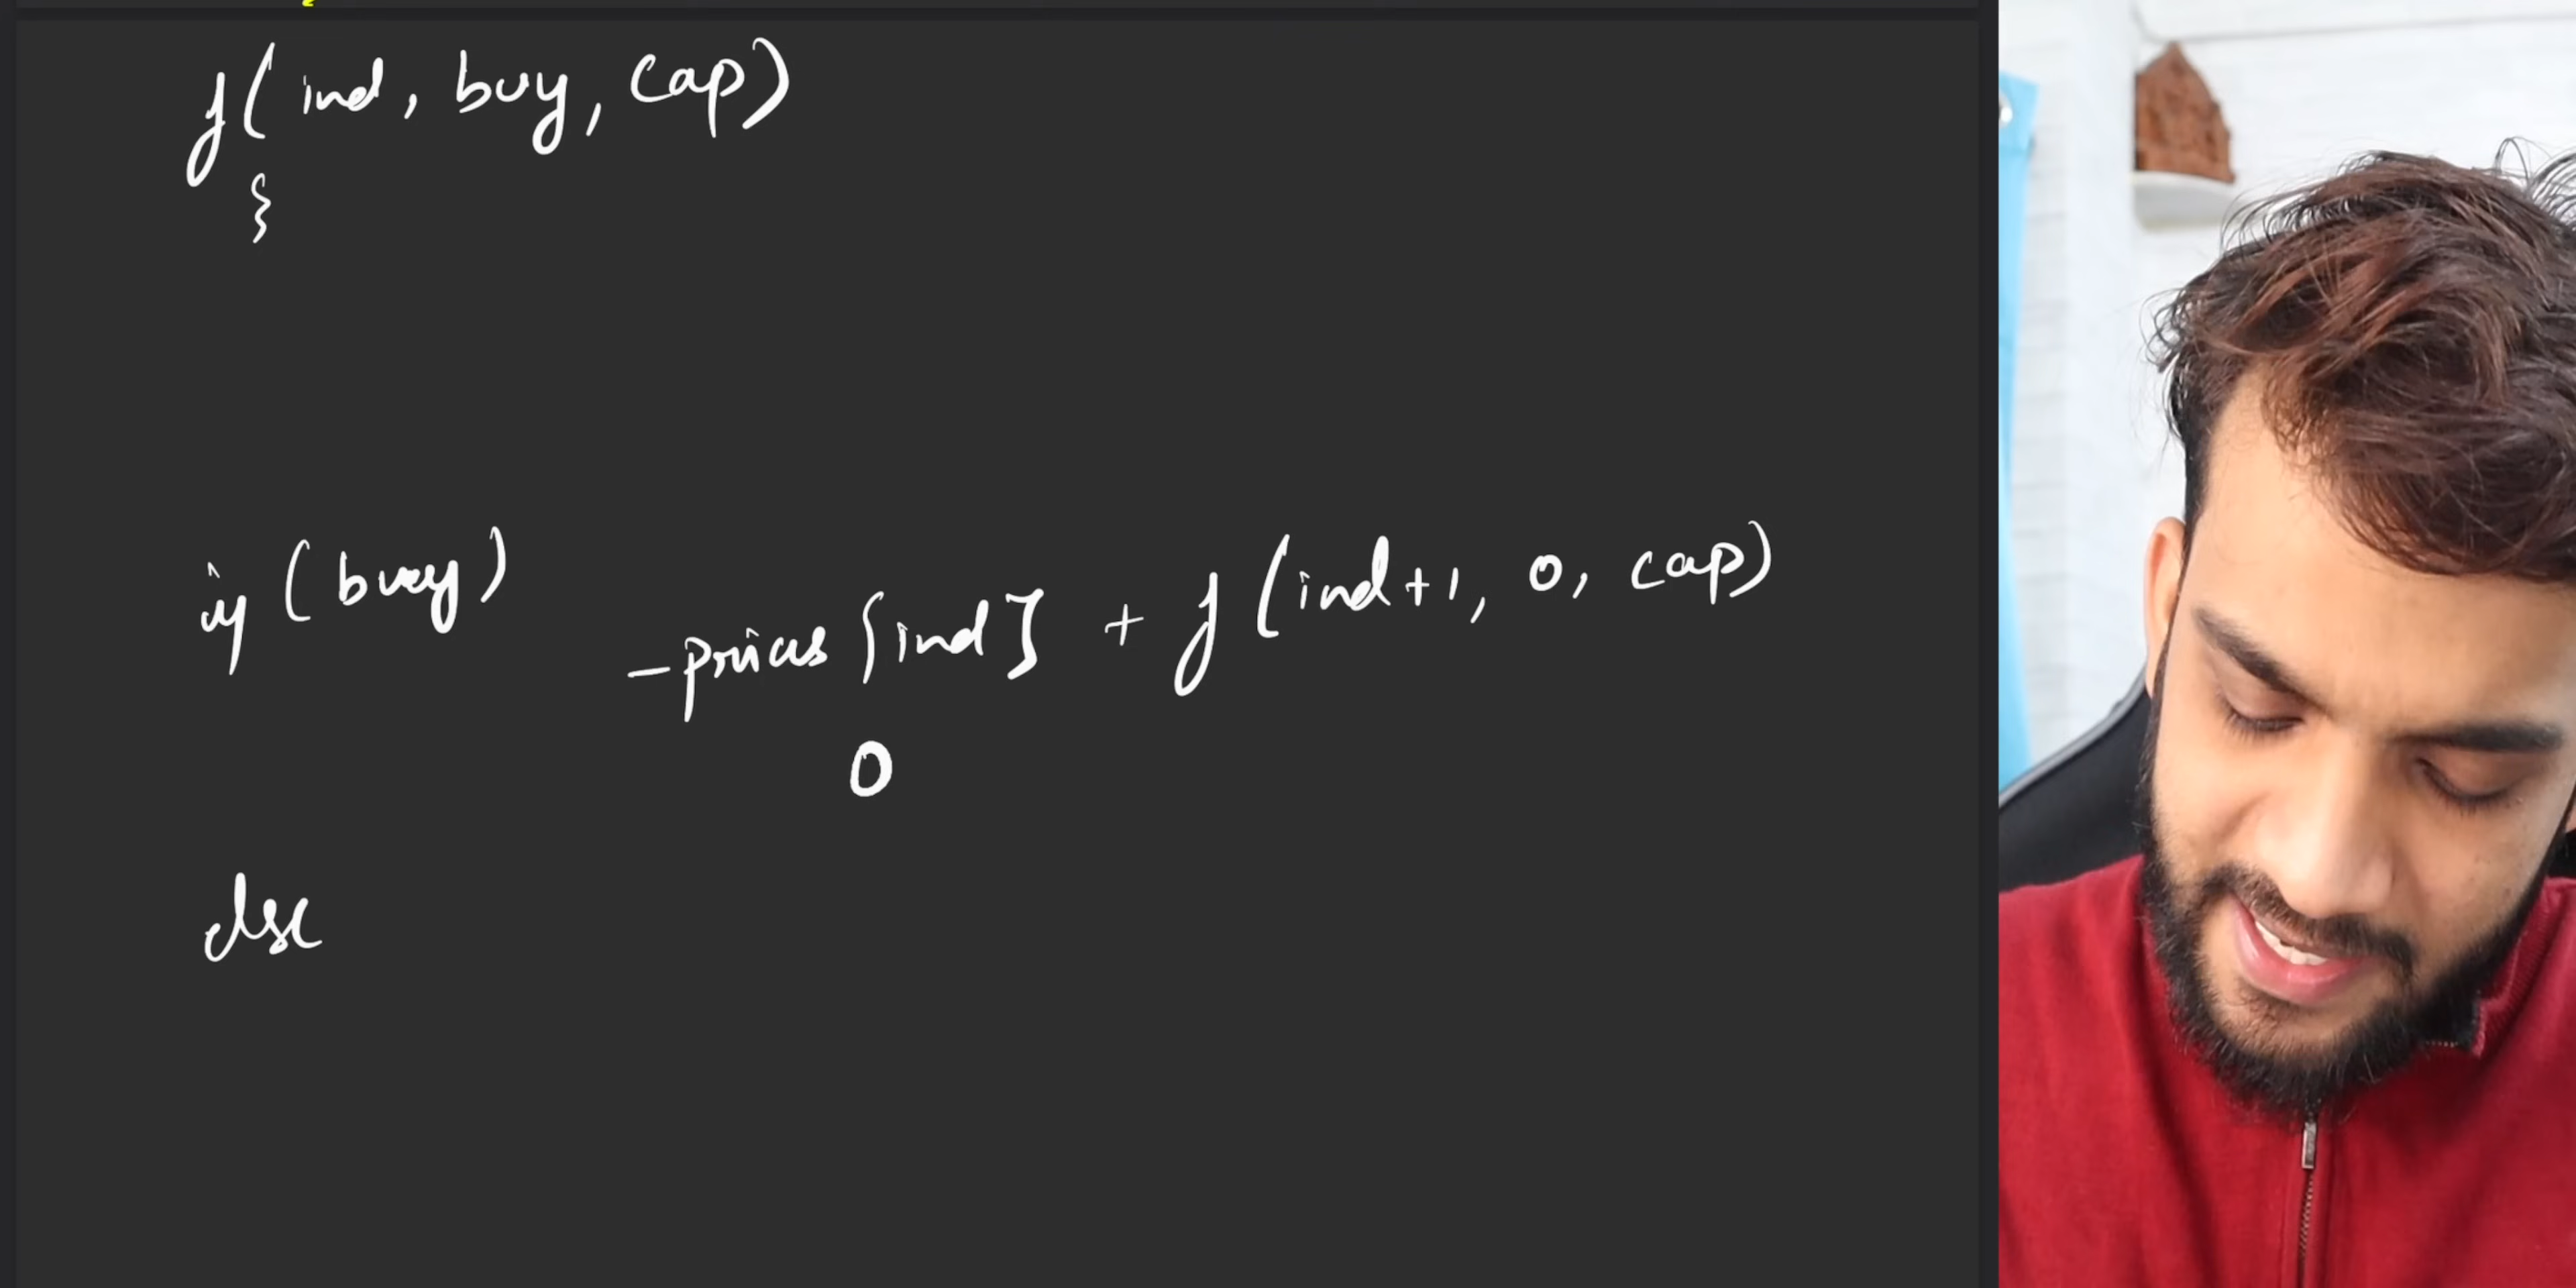 f( ind, buy, cap)
{
if (buy)
-prices [ind] + f (ind+1, 0, cap)
0
else